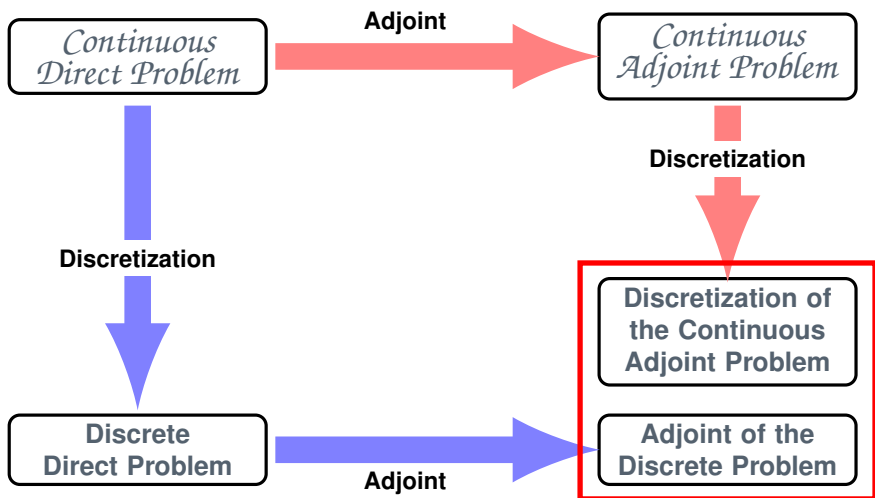 Adjoint
Continuous
Direct Problem
Continuous
Adjoint Problem
Discretization
Discretization
Discretization of
the Continuous
Adjoint Problem
Discrete
Direct Problem
Adjoint
Adjoint of the
Discrete Problem